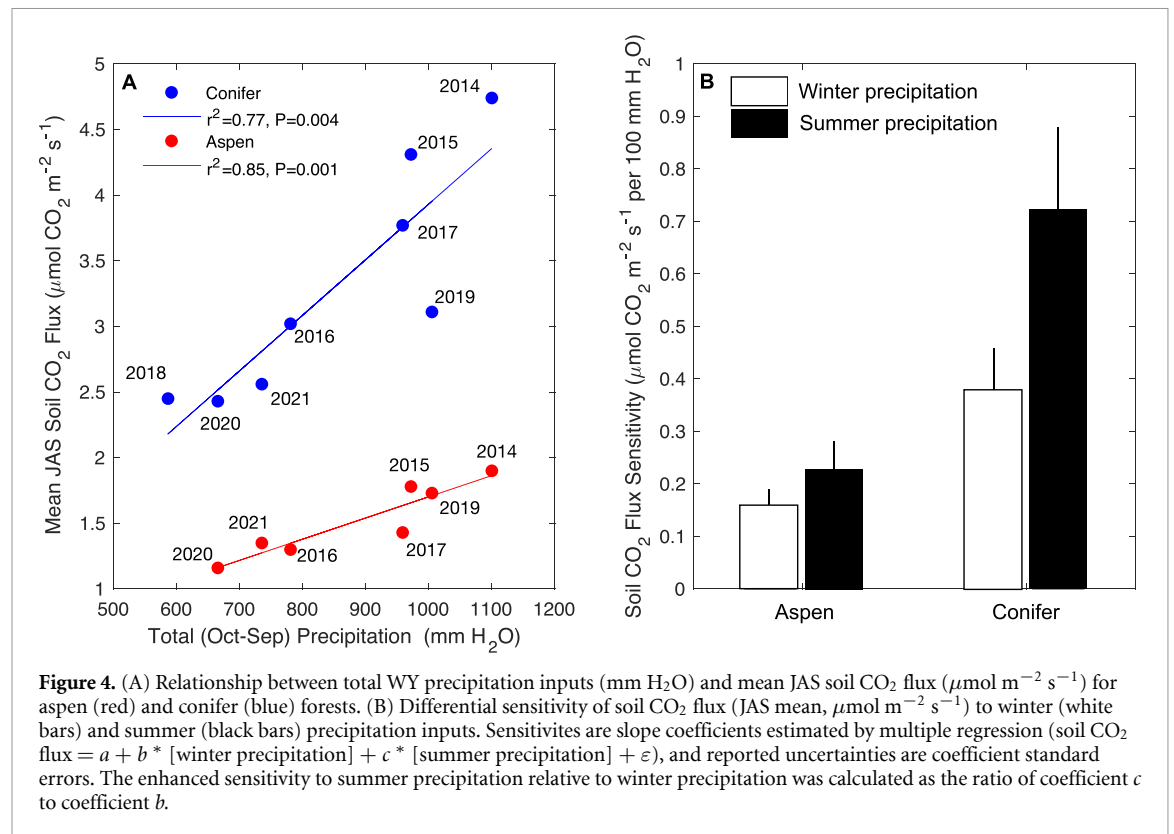 A
Conifer
r²=0.77, P=0.004
Aspen
r²=0.85, P=0.001
2014
2015
2017
2019
2016
2018
2020
2021
2014
2015
2019
2017
2021
2016
2020
5
4.5
4
3.5
3
2.5
2
1.5
1
500 600 700 800 900 1000 1100 1200
Total (Oct-Sep) Precipitation (mm H₂O)
Mean JAS Soil CO₂ Flux (μmol CO₂ m⁻² s⁻¹)
B
Winter precipitation
Summer precipitation
1
0.9
0.8
0.7
0.6
0.5
0.4
0.3
0.2
0.1
0
Aspen Conifer
Soil CO₂ Flux Sensitivity (μmol CO₂ m⁻² s⁻¹ per 100 mm H₂O)
Figure 4. (A) Relationship between total WY precipitation inputs (mm H₂O) and mean JAS soil CO₂ flux (μmol m⁻² s⁻¹) for
aspen (red) and conifer (blue) forests. (B) Differential sensitivity of soil CO₂ flux (JAS mean, μmol m⁻² s⁻¹) to winter (white
bars) and summer (black bars) precipitation inputs. Sensitivites are slope coefficients estimated by multiple regression (soil CO₂
flux = a + b * [winter precipitation] + c * [summer precipitation] + ε), and reported uncertainties are coefficient standard
errors. The enhanced sensitivity to summer precipitation relative to winter precipitation was calculated as the ratio of coefficient c
to coefficient b.